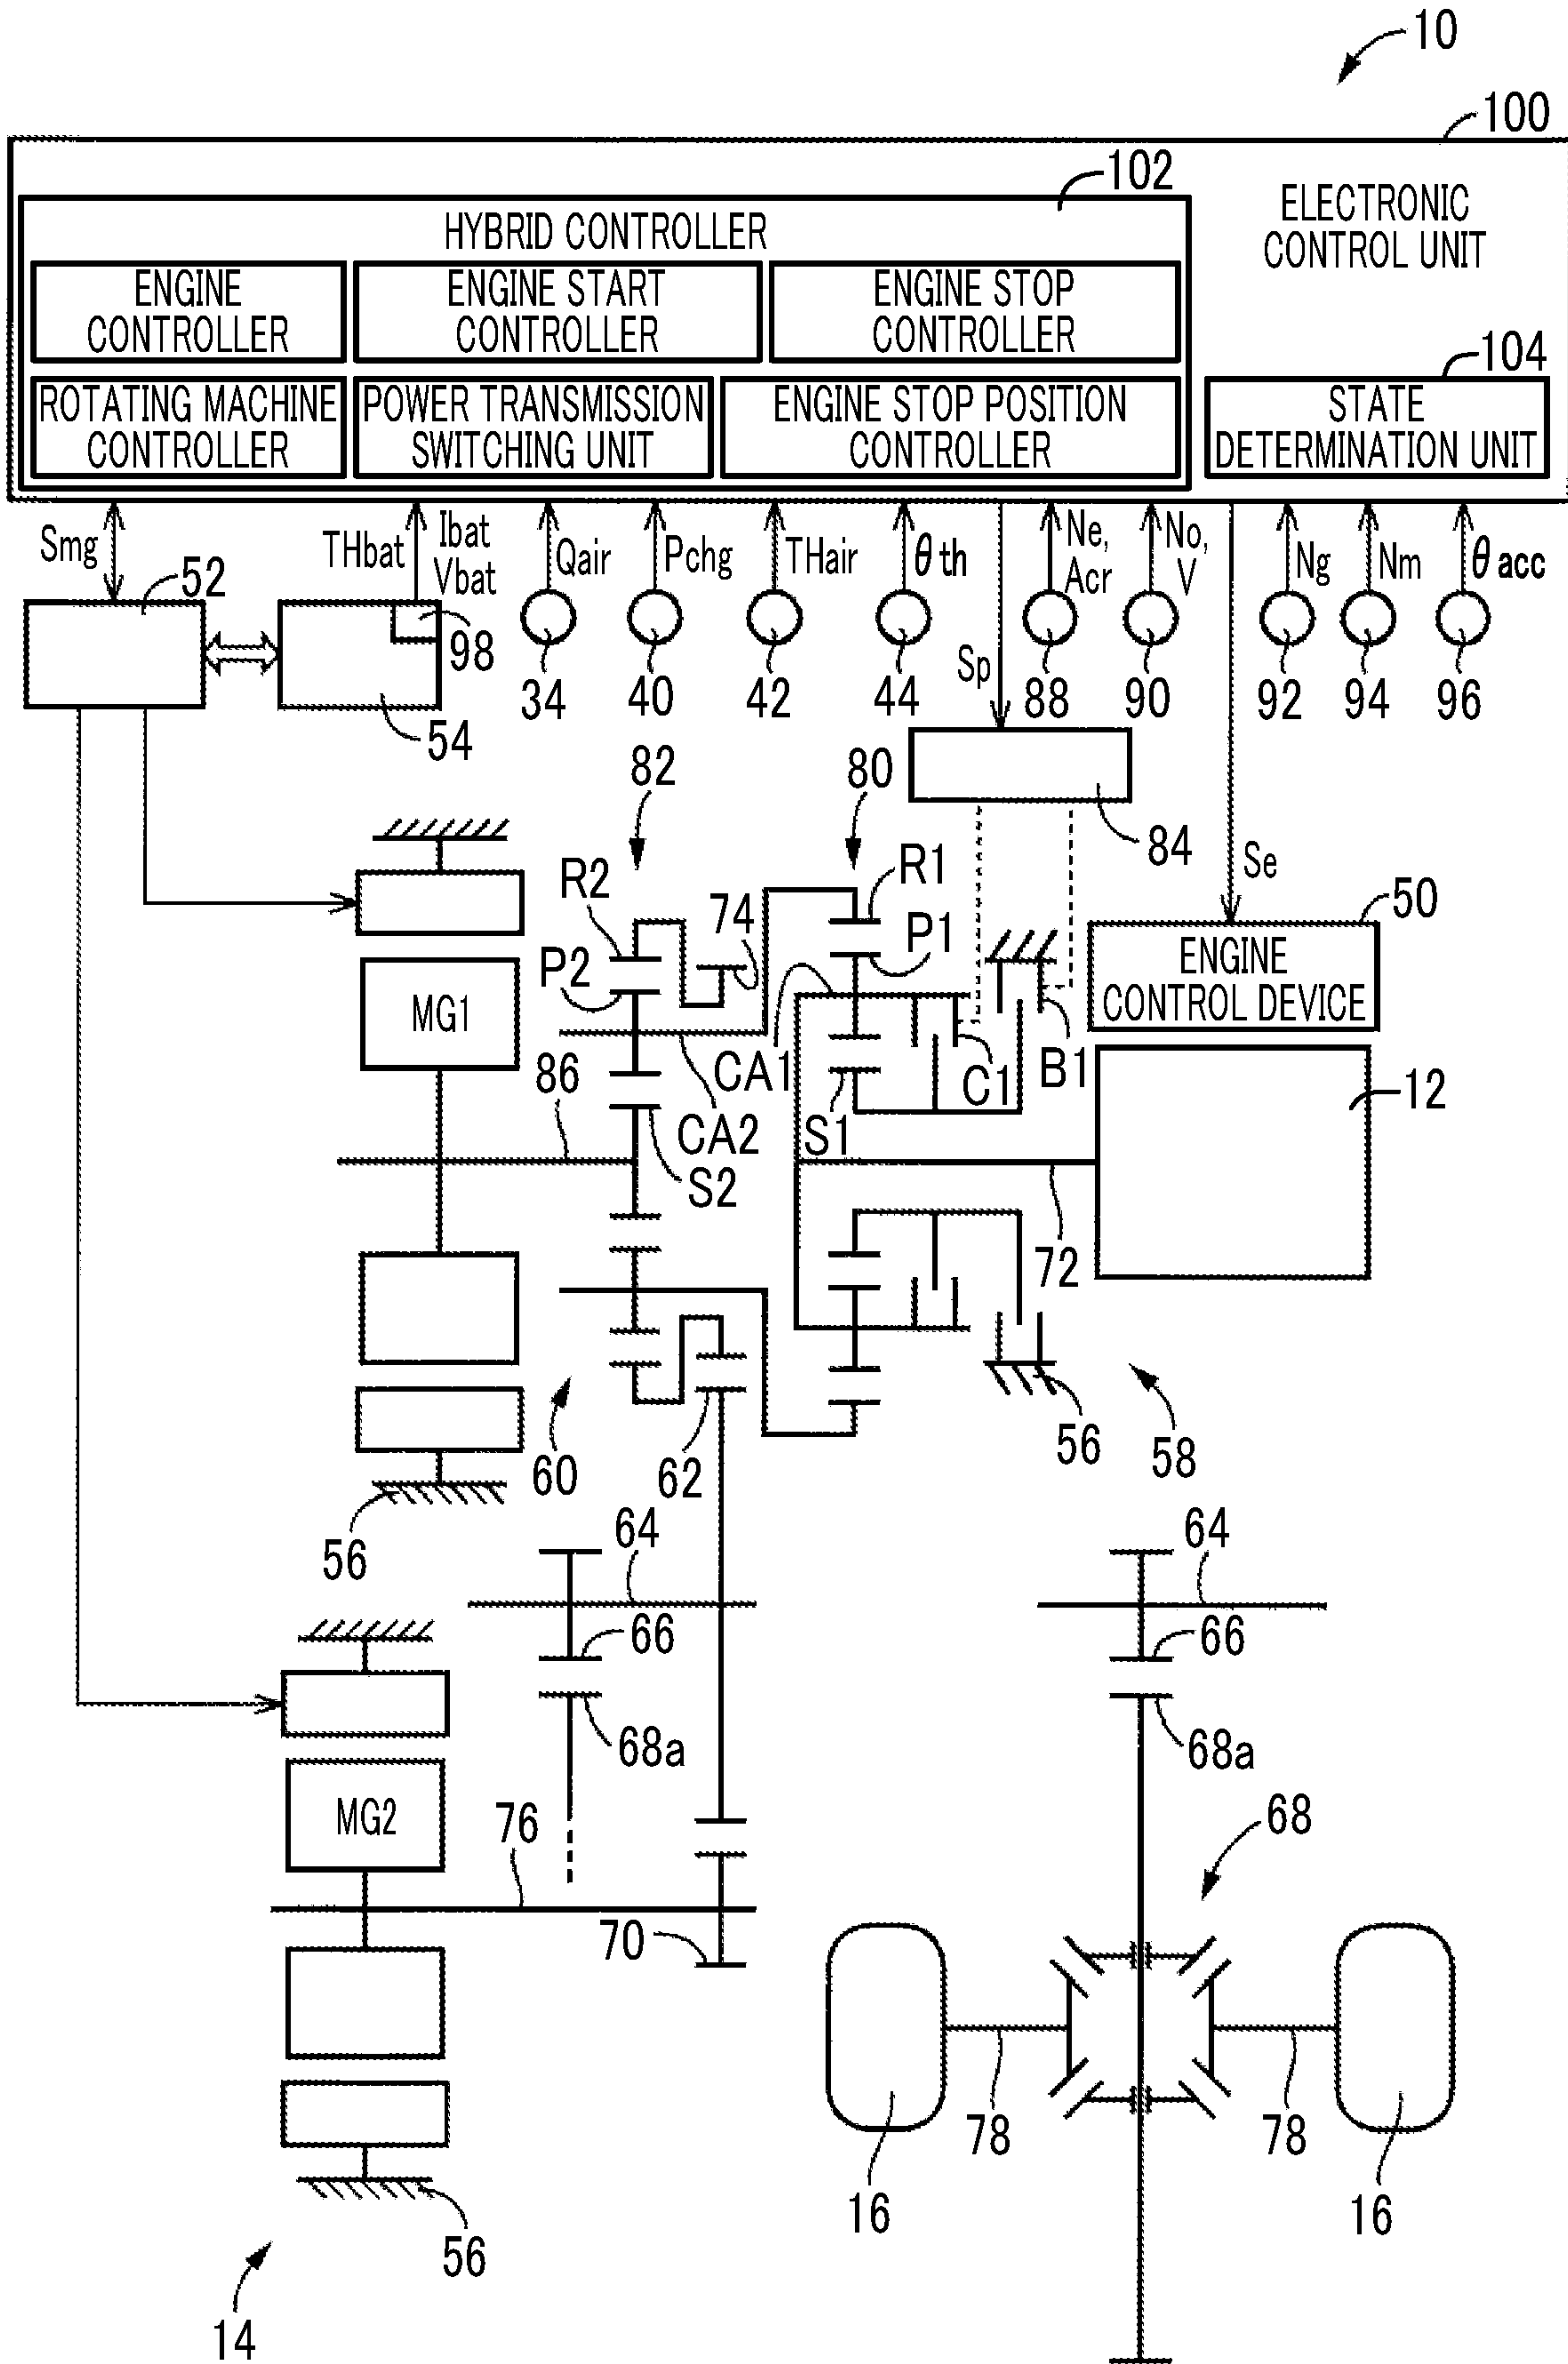 10
100
102
HYBRID CONTROLLER
ELECTRONIC
CONTROL UNIT
ENGINE
CONTROLLER
ENGINE START
CONTROLLER
ENGINE STOP
CONTROLLER
104
ROTATING MACHINE
CONTROLLER
POWER TRANSMISSION
SWITCHING UNIT
ENGINE STOP POSITION
CONTROLLER
STATE
DETERMINATION UNIT
Smg
THbat
Ibat
Vbat
Qair
Pchg
THair
θth
Ne,
Acr
No,
V
Ng
Nm
θacc
52
98
54
34
40
42
44
Sp
88
90
92
94
96
82
80
84
Se
R2
74
R1
50
P2
P1
ENGINE
CONTROL DEVICE
MG1
86
CA1
C1
B1
12
CA2
S1
S2
72
60
62
56
58
56
64
64
66
66
68a
68a
MG2
76
68
70
78
78
16
16
56
14